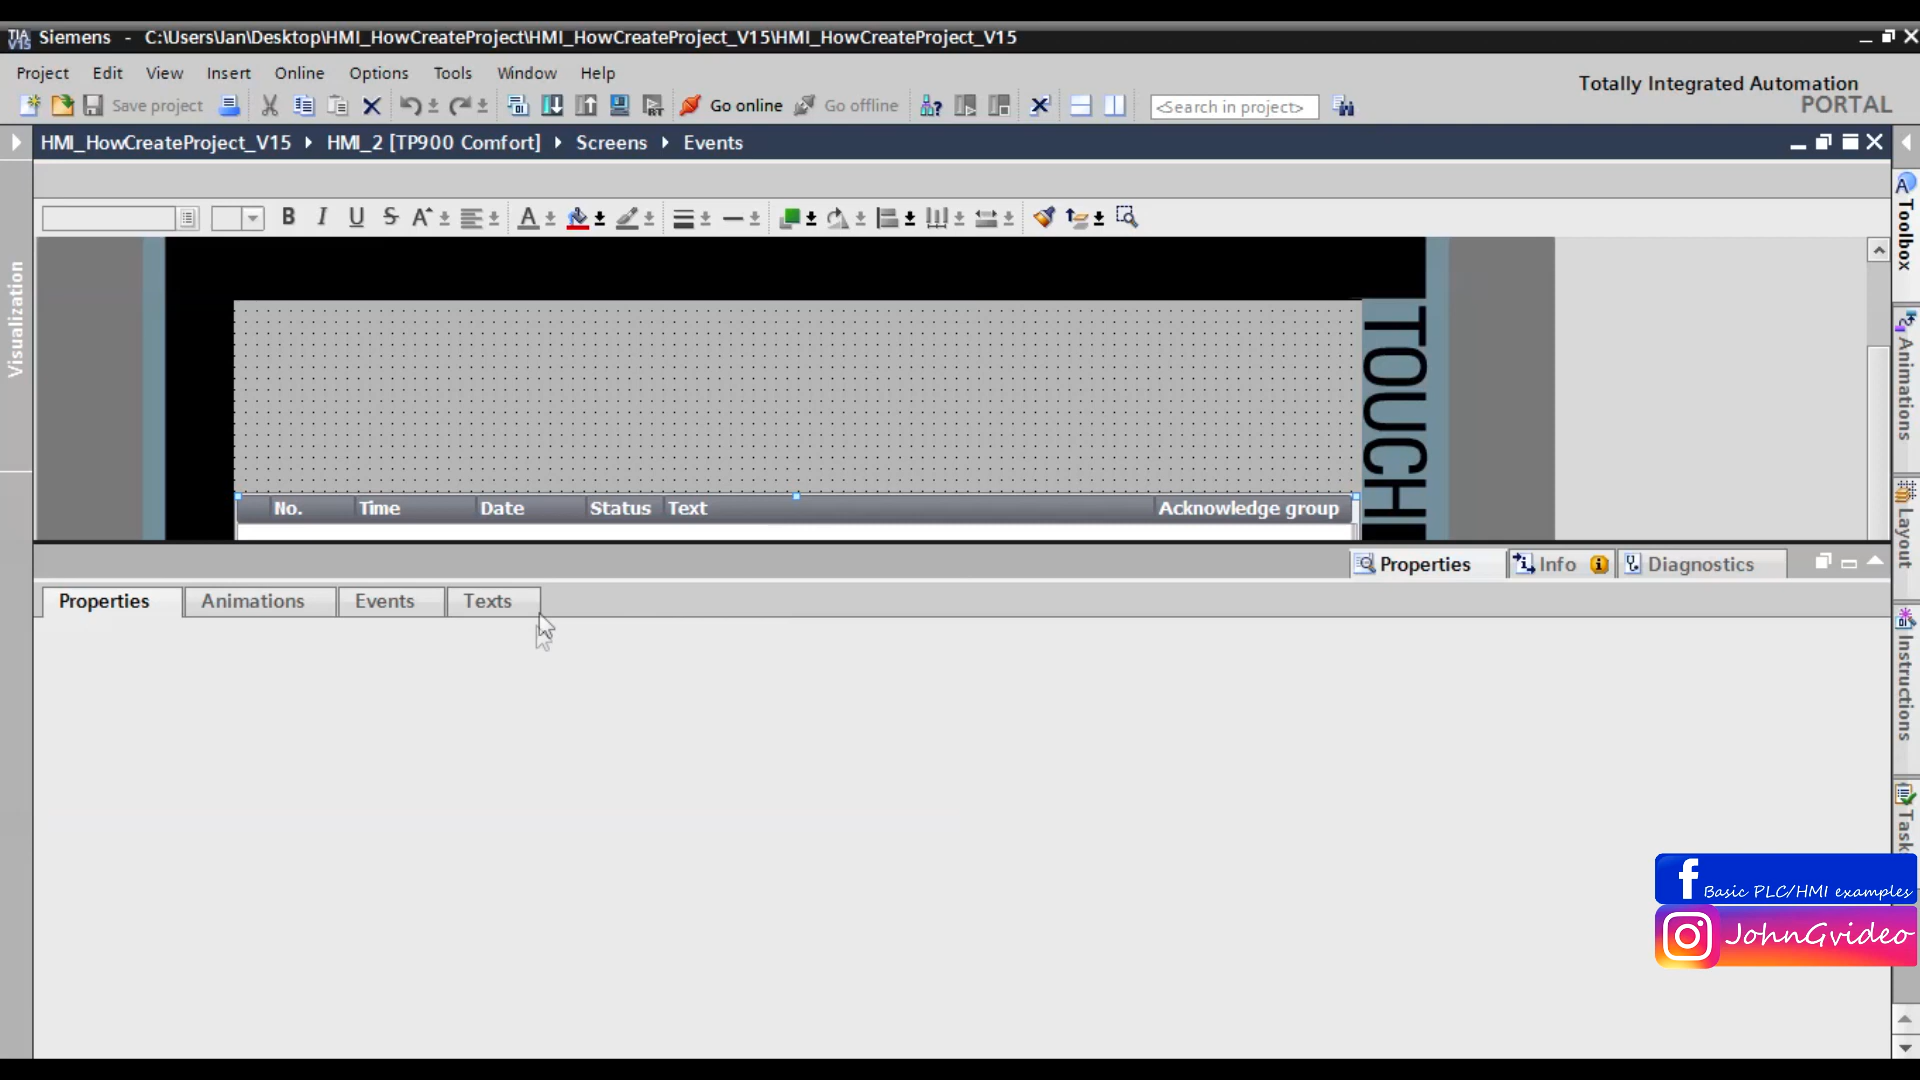 TIA V15 Siemens - C:\Users\Jan\Desktop\HMI_HowCreateProject\HMI_HowCreateProject_V15\HMI_HowCreateProject_V15
Project Edit View Insert Online Options Tools Window Help
Totally Integrated Automation
PORTAL
Save project
Go online
Go offline
<Search in project>
HMI_HowCreateProject_V15 HMI_2 [TP900 Comfort] Screens Events
B I U S A A
Visualization
TOUCH
No. Time Date Status Text Acknowledge group
Properties Info Diagnostics
Properties Animations Events Texts
Toolbox
Animations
Layout
Instructions
Task
Basic PLC/HMI examples
JohnGvideo